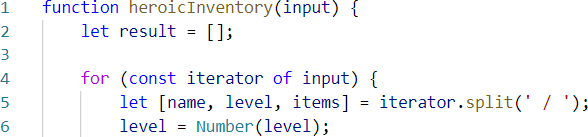 1 function heroicInventory(input) {
2 let result = [];
3
4 for (const iterator of input) {
5 let [name, level, items] = iterator.split(' / ');
6 level = Number(level);